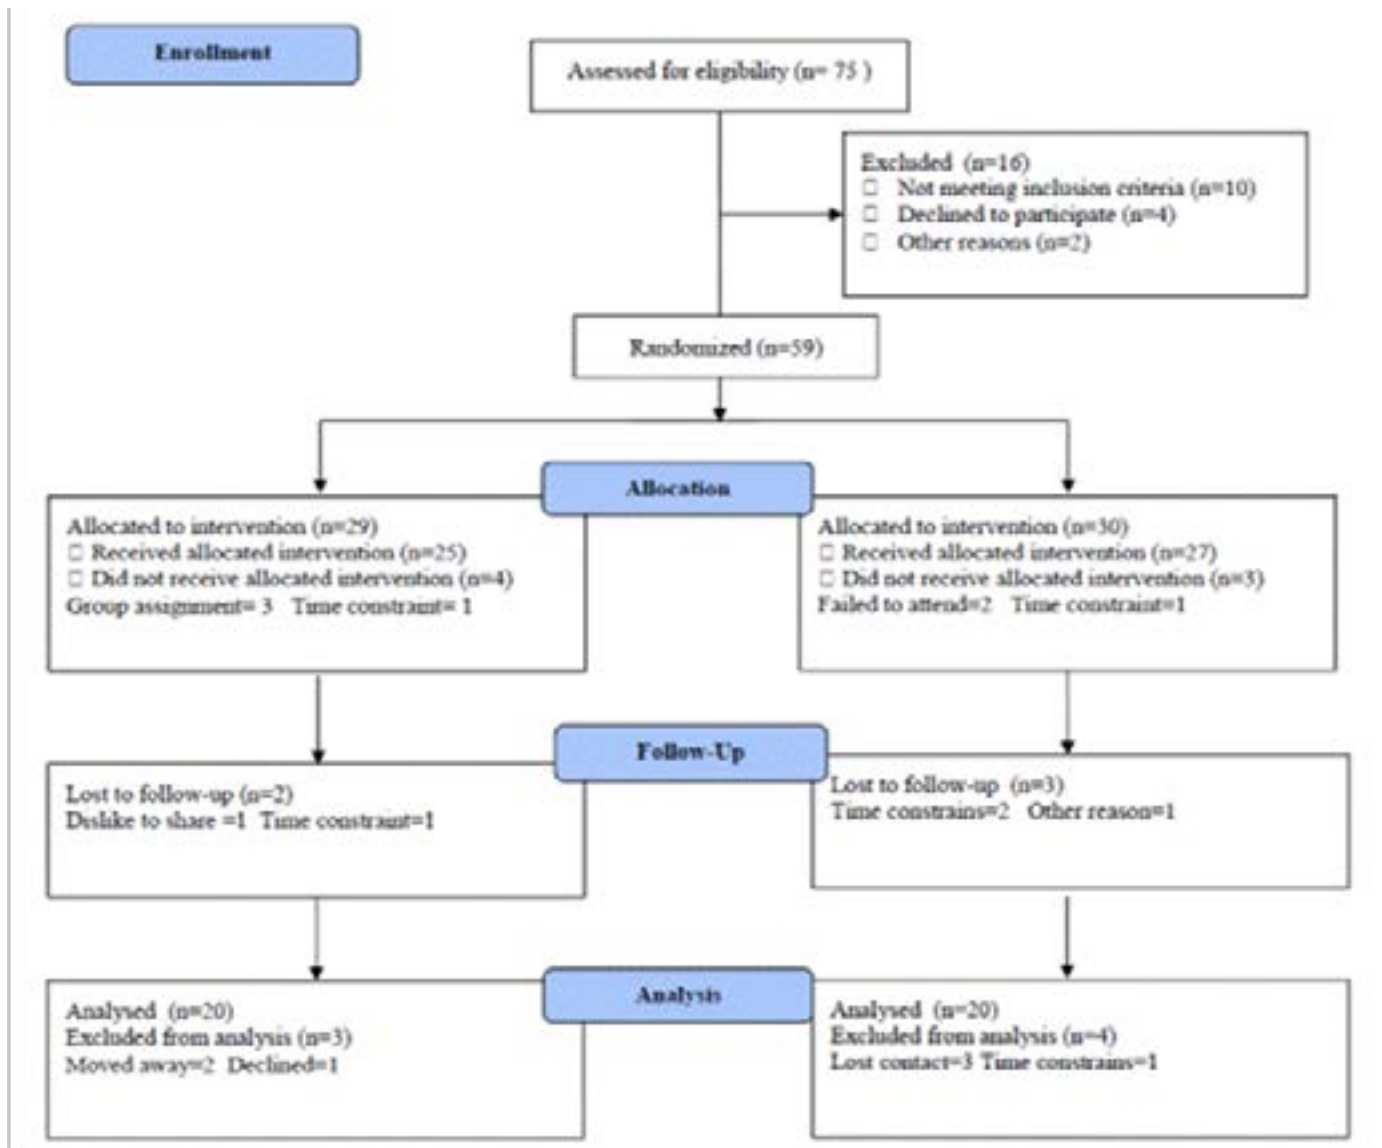 Enrollment
Assessed for eligibility (n= 75 )
Excluded (n=16)
☐ Not meeting inclusion criteria (n=10)
☐ Declined to participate (n=4)
☐ Other reasons (n=2)
Randomized (n=59)
Allocation
Allocated to intervention (n=29)
☐ Received allocated intervention (n=25)
☐ Did not receive allocated intervention (n=4)
Group assignment= 3 Time constraint= 1
Allocated to intervention (n=30)
☐ Received allocated intervention (n=27)
☐ Did not receive allocated intervention (n=3)
Failed to attend=2 Time constraint=1
Follow-Up
Lost to follow-up (n=2)
Dislike to share =1 Time constraint=1
Lost to follow-up (n=3)
Time constrains=2 Other reason=1
Analysis
Analysed (n=20)
Excluded from analysis (n=3)
Moved away=2 Declined=1
Analysed (n=20)
Excluded from analysis (n=4)
Lost contact=3 Time constrains=1